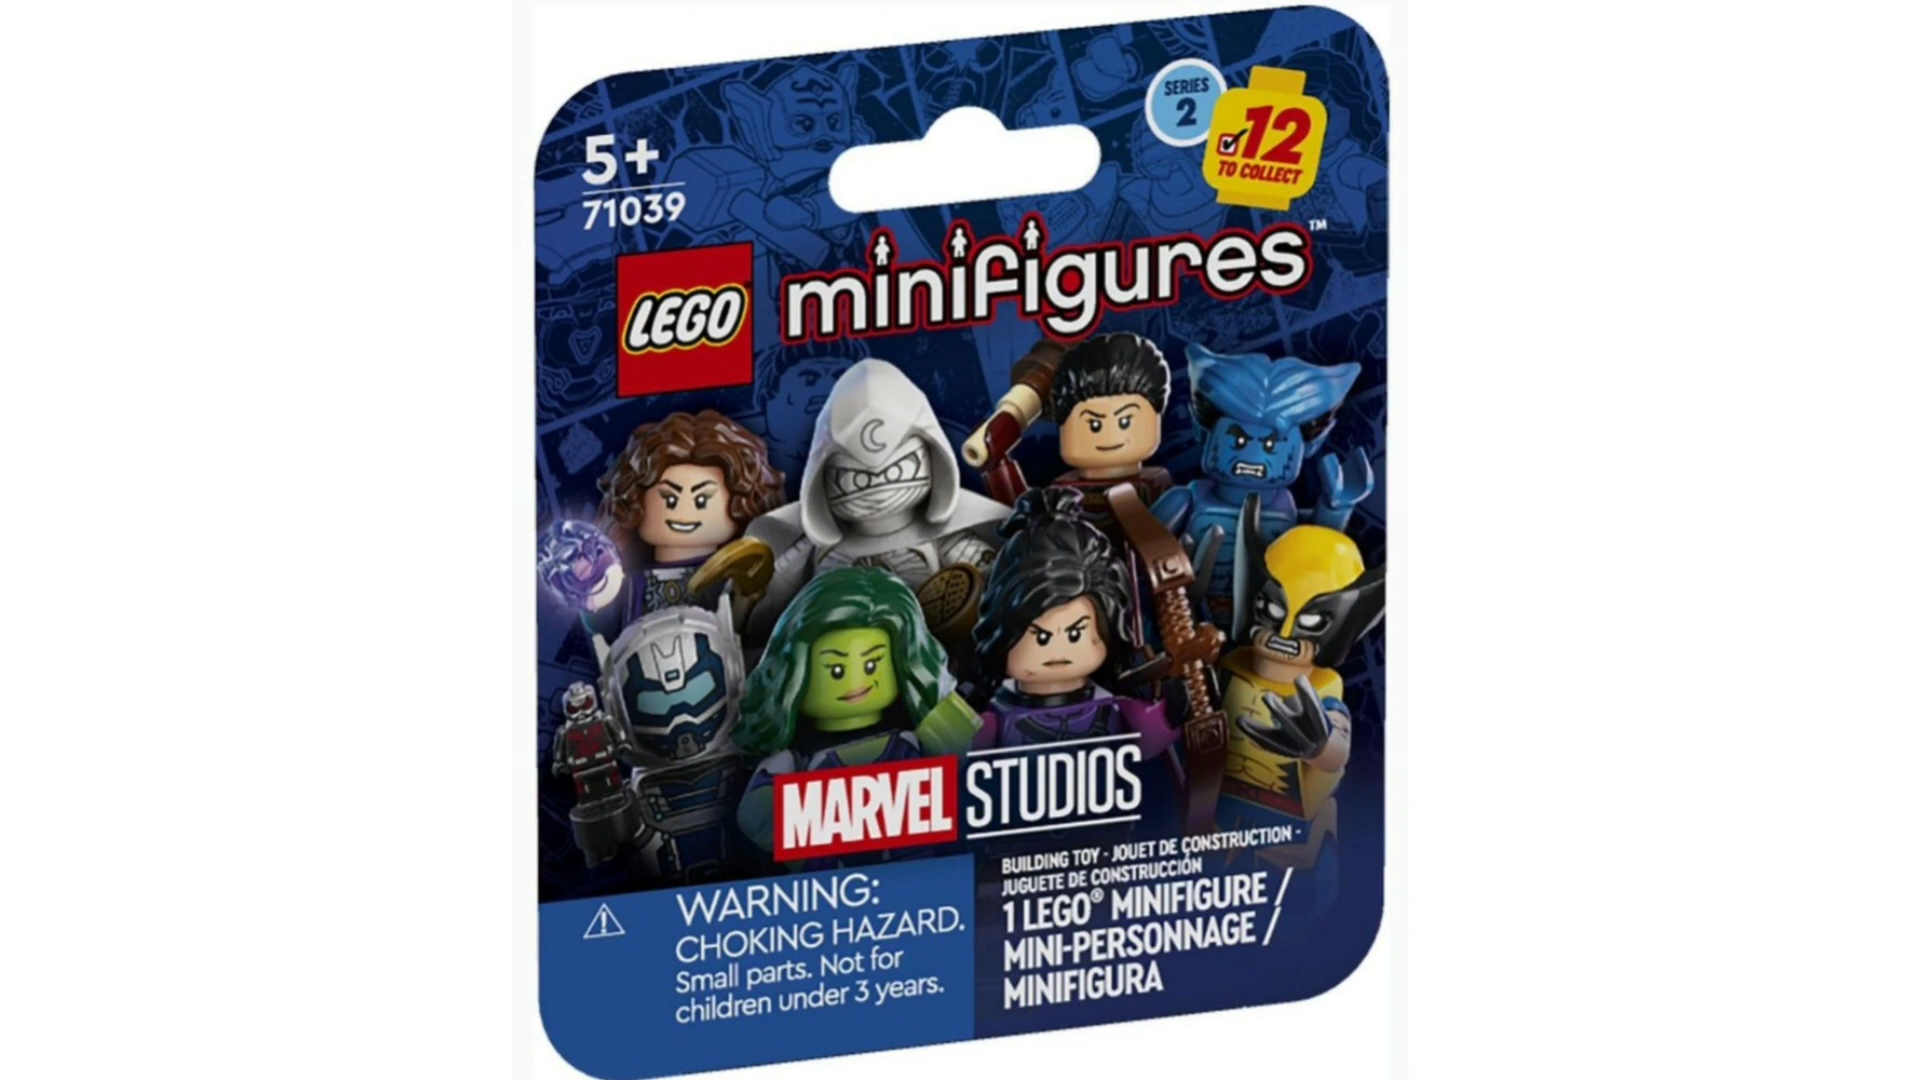 5+
71039
SERIES
2
12
TO COLLECT
LEGO
minifigures™
MARVEL STUDIOS
WARNING:
CHOKING HAZARD.
Small parts. Not for
children under 3 years.
BUILDING TOY - JOUET DE CONSTRUCTION -
JUGUETE DE CONSTRUCCIÓN
1 LEGO® MINIFIGURE /
MINI-PERSONNAGE /
MINIFIGURA